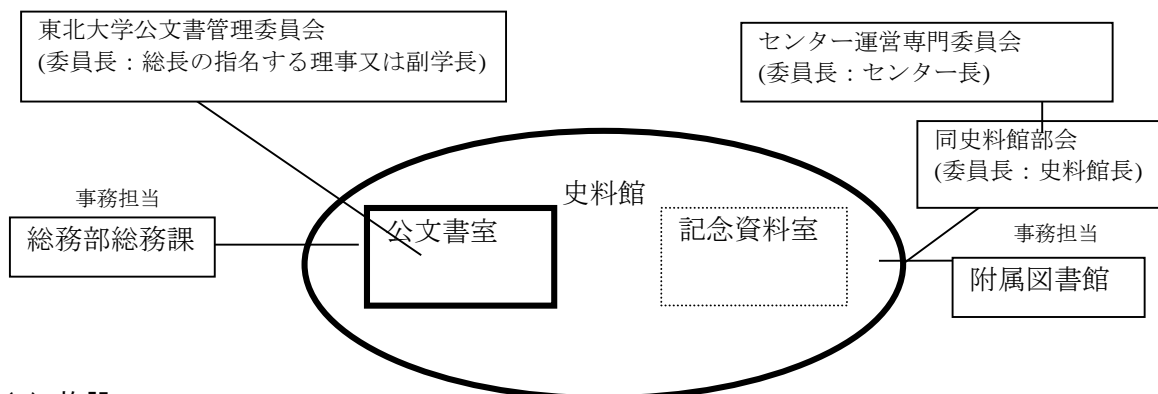 東北大学公文書管理委員会
(委員長：総長の指名する理事又は副学長)
センター運営専門委員会
(委員長：センター長)
同史料館部会
(委員長：史料館長)
史料館
事務担当
総務部総務課
公文書室
記念資料室
事務担当
附属図書館